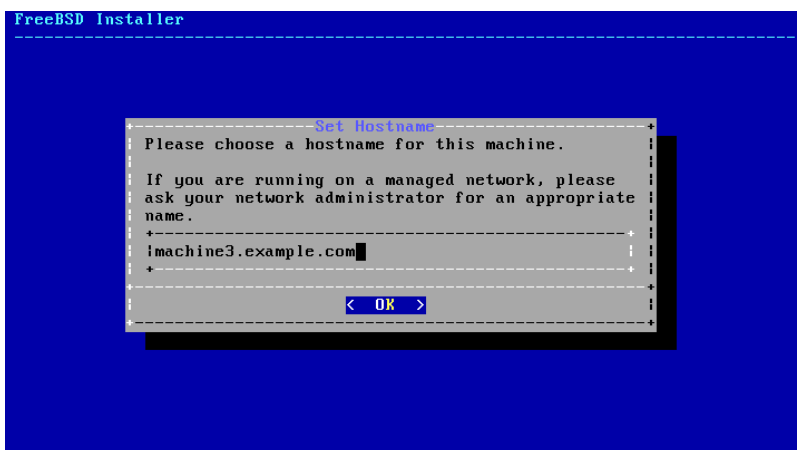 FreeBSD Installer
Set Hostname
Please choose a hostname for this machine.
If you are running on a managed network, please
ask your network administrator for an appropriate
name.
machine3.example.com
< OK >